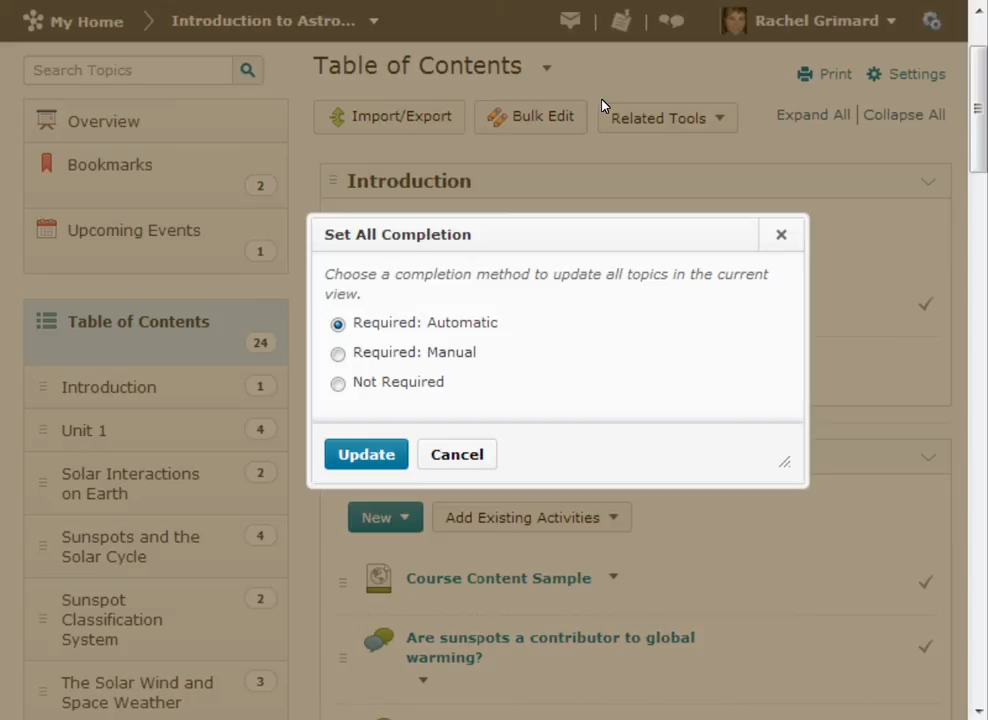 My Home
Introduction to Astro...
Rachel Grimard
Search Topics
Overview
Bookmarks
2
Upcoming Events
1
Table of Contents
24
Introduction
1
Unit 1
4
Solar Interactions
on Earth
2
Sunspots and the
Solar Cycle
4
Sunspot
Classification
System
2
The Solar Wind and
Space Weather
3
Table of Contents
Print
Settings
Import/Export
Bulk Edit
Related Tools
Expand All | Collapse All
Introduction
Set All Completion
Choose a completion method to update all topics in the current
view.
Required: Automatic
Required: Manual
Not Required
Update
Cancel
New
Add Existing Activities
Course Content Sample
Are sunspots a contributor to global
warming?